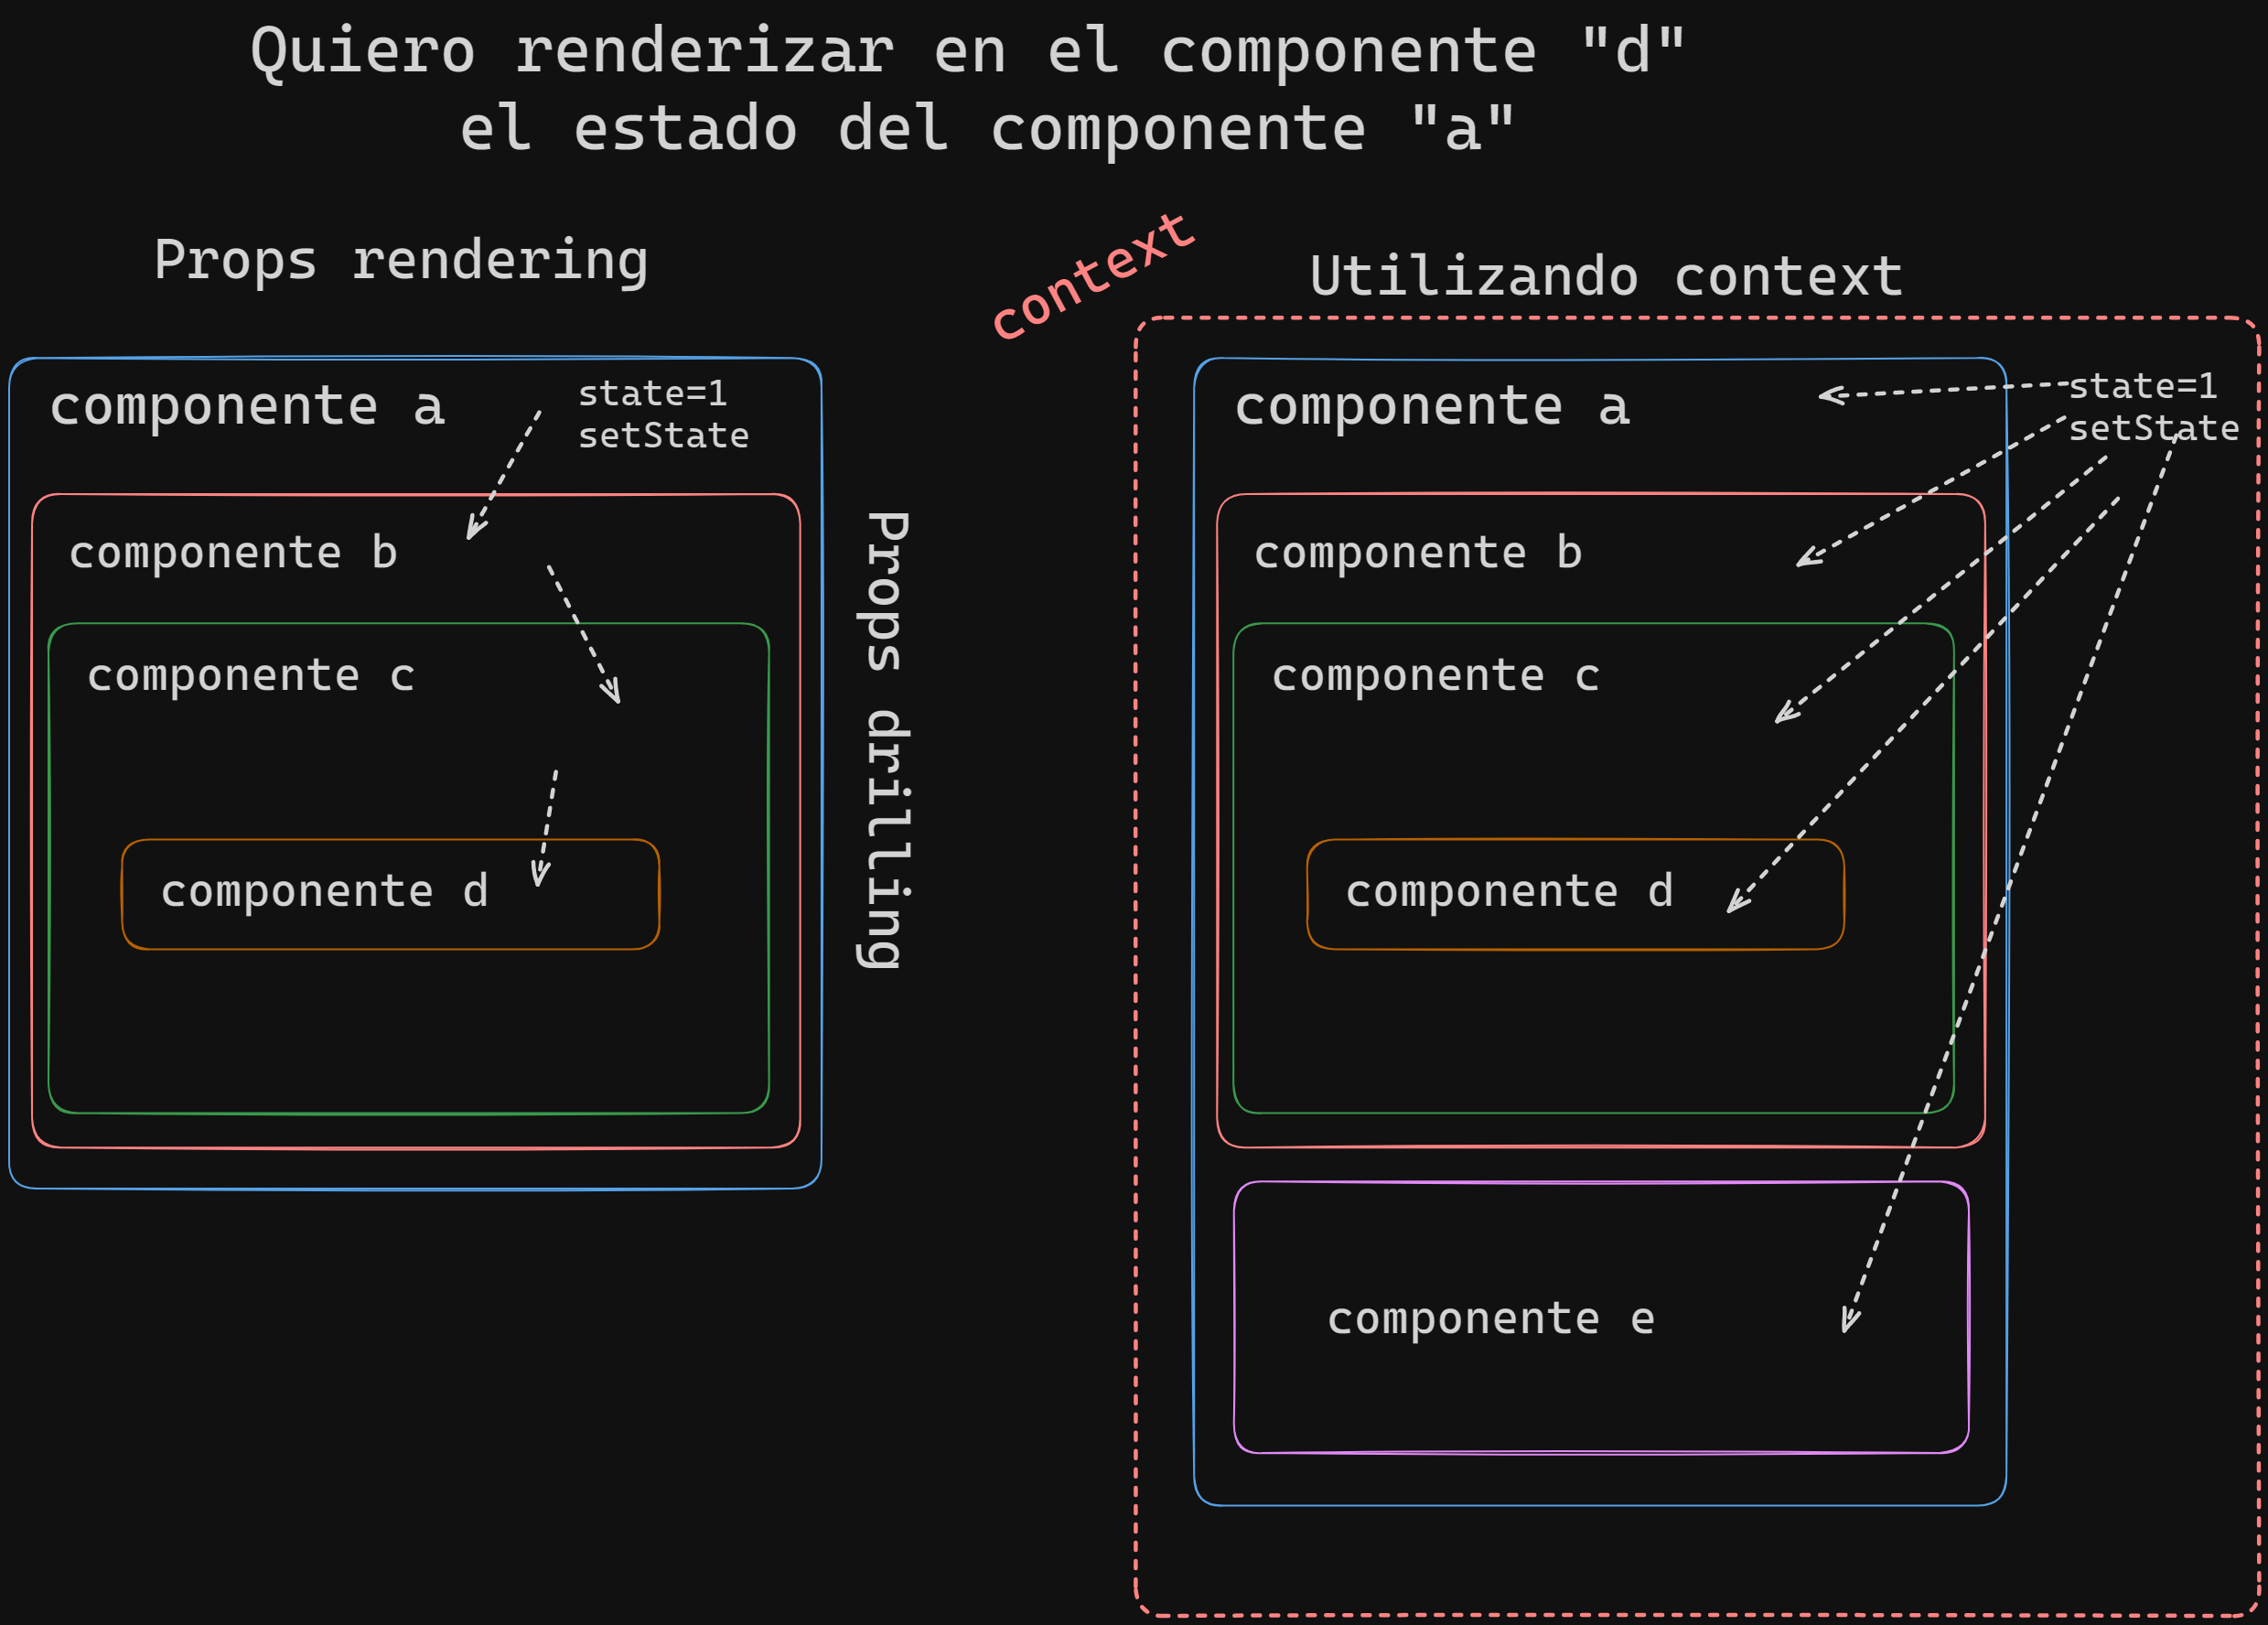 Quiero renderizar en el componente "d"
el estado del componente "a"
Props rendering
componente a
state=1
setState
componente b
componente c
componente d
Props drilling
context
Utilizando context
componente a
state=1
setState
componente b
componente c
componente d
componente e